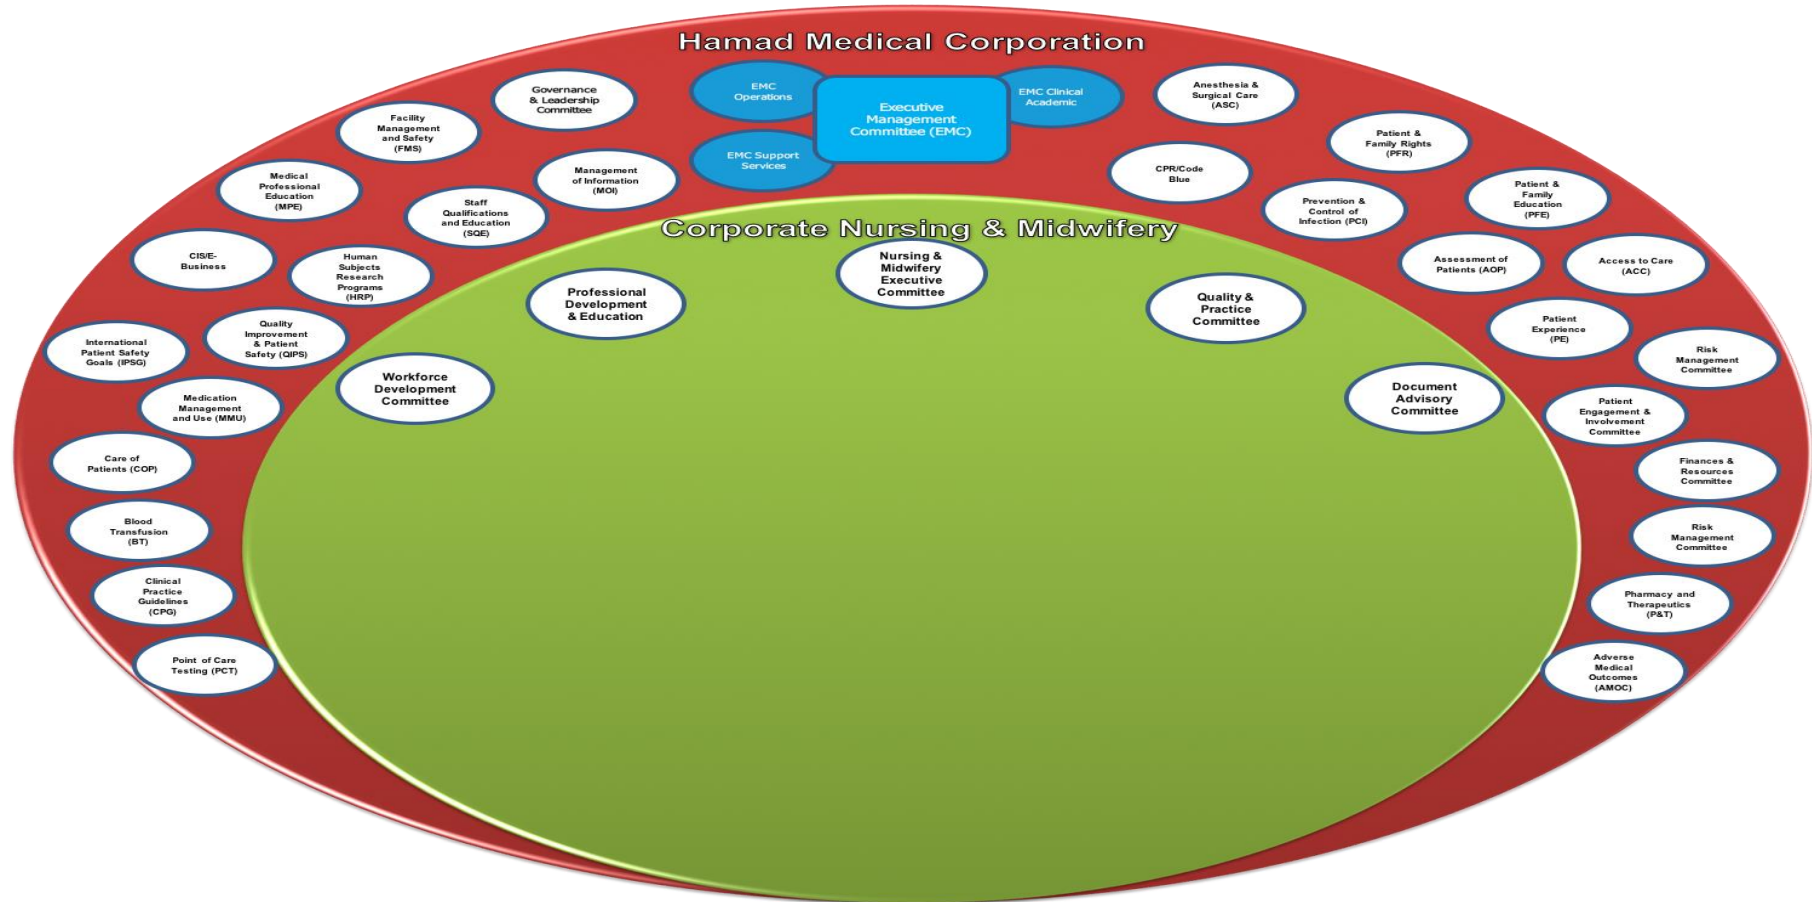 Hamad Medical Corporation
EMC
Operations
Executive
Management
Committee (EMC)
EMC Clinical
Academic
EMC Support
Services
Governance
& Leadership
Committee
Facility
Management
and Safety
(FMS)
Management
of Information
(MOI)
Medical
Professional
Education
(MPE)
Staff
Qualifications
and Education
(SQE)
CIS/E-
Business
Human
Subjects
Research
Programs
(HRP)
Quality
Improvement
& Patient
Safety (QIPS)
International
Patient Safety
Goals (IPSG)
Medication
Management
and Use (MMU)
Care of
Patients (COP)
Blood
Transfusion
(BT)
Clinical
Practice
Guidelines
(CPG)
Point of Care
Testing (PCT)
Anesthesia &
Surgical Care
(ASC)
Patient &
Family Rights
(PFR)
CPR/Code
Blue
Prevention &
Control of
Infection (PCI)
Patient &
Family
Education
(PFE)
Assessment of
Patients (AOP)
Access to Care
(ACC)
Patient
Experience
(PE)
Risk
Management
Committee
Patient
Engagement &
Involvement
Committee
Finances &
Resources
Committee
Risk
Management
Committee
Pharmacy and
Therapeutics
(P&T)
Adverse
Medical
Outcomes
(AMOC)
Corporate Nursing & Midwifery
Nursing &
Midwifery
Executive
Committee
Professional
Development
& Education
Quality &
Practice
Committee
Workforce
Development
Committee
Document
Advisory
Committee